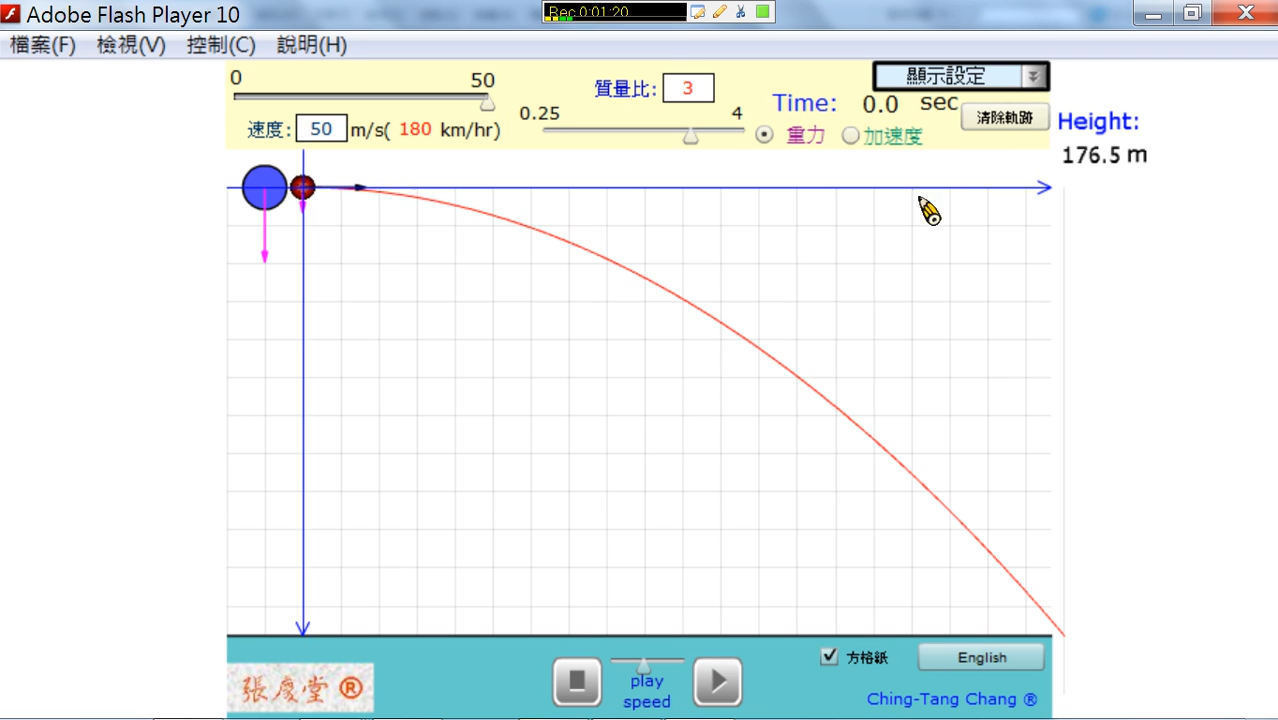 Adobe Flash Player 10
Rec 0:01:20
檔案(F) 檢視(V) 控制(C) 說明(H)
0 50
速度: 50 m/s( 180 km/hr)
質量比: 3
0.25 4
Time: 0.0 sec
重力 加速度
顯示設定
清除軌跡
Height:
176.5 m
張慶堂 ®
play
speed
方格紙
English
Ching-Tang Chang ®